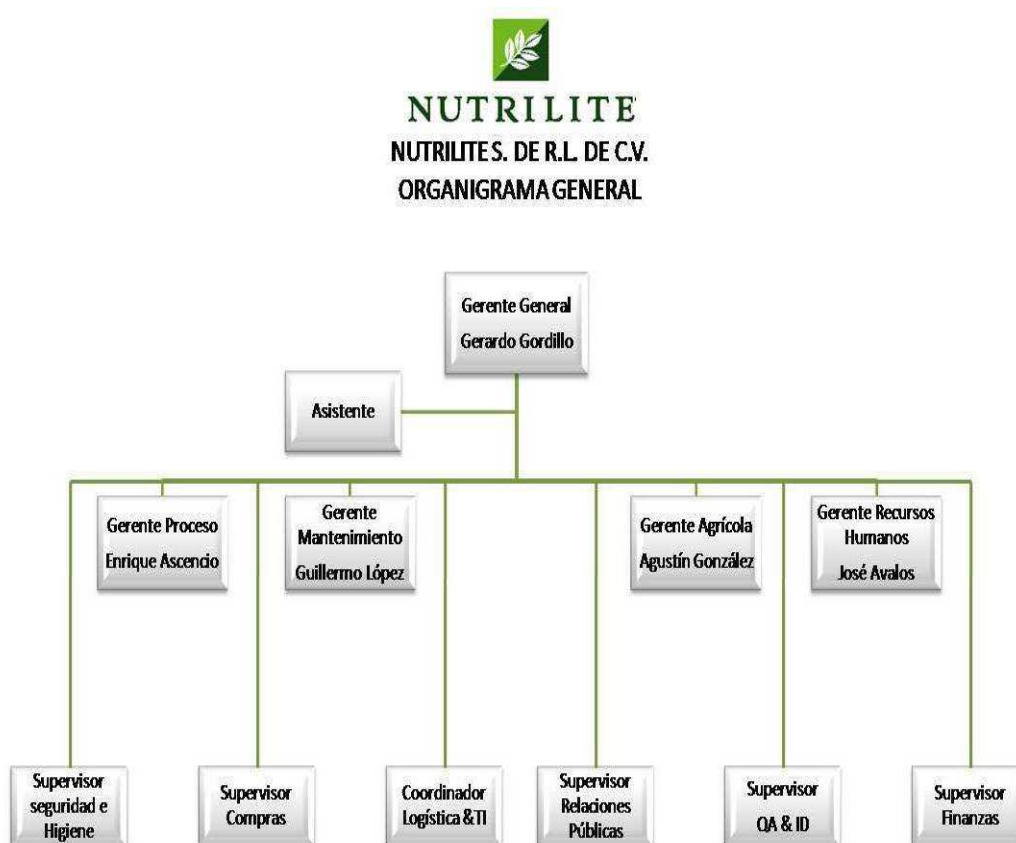 NUTRILITE
NUTRILITE S. DE R.L. DE C.V.
ORGANIGRAMA GENERAL
Gerente General
Gerardo Gordillo
Asistente
Gerente Proceso
Enrique Ascencio
Gerente
Mantenimiento
Guillermo López
Gerente Agrícola
Agustín González
Gerente Recursos
Humanos
José Avalos
Supervisor
seguridad e
Higiene
Supervisor
Compras
Coordinador
Logística & TI
Supervisor
Relaciones
Públicas
Supervisor
QA & ID
Supervisor
Finanzas